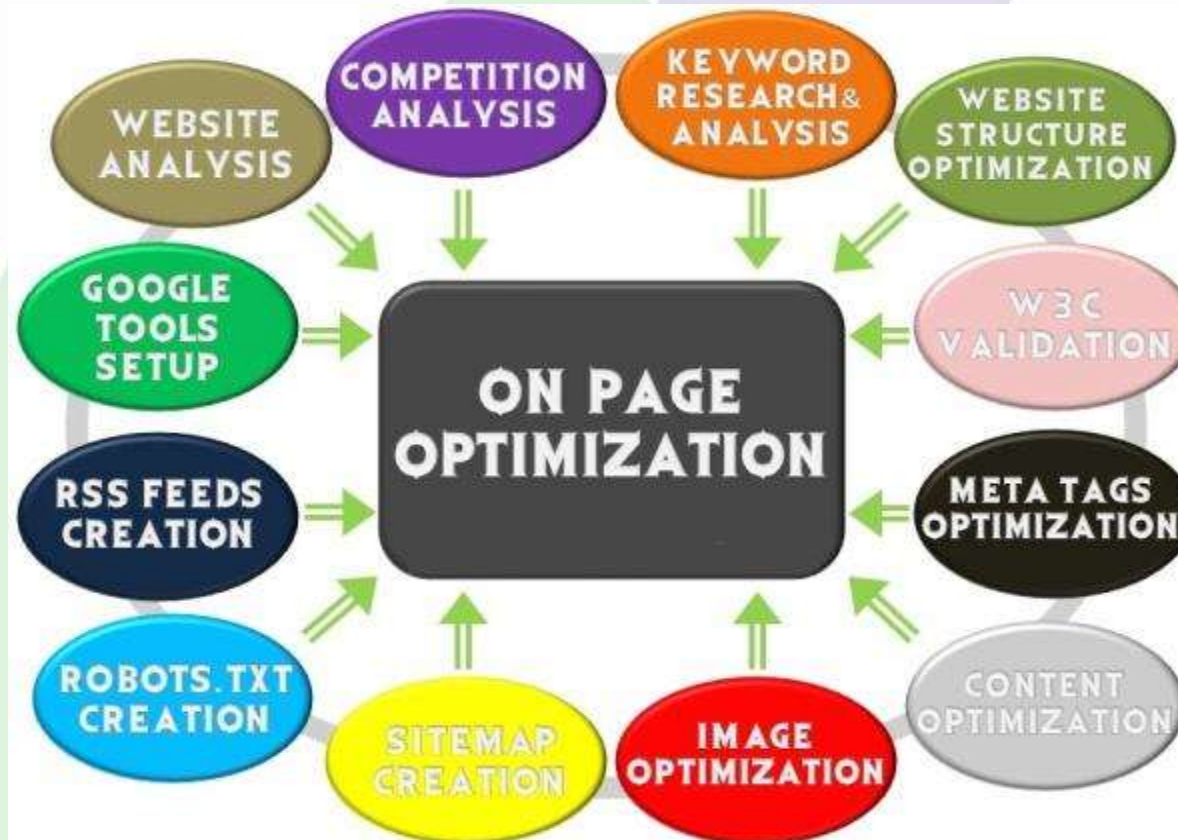 WEBSITE
ANALYSIS
COMPETITION
ANALYSIS
KEYWORD
RESEARCH &
ANALYSIS
WEBSITE
STRUCTURE
OPTIMIZATION
GOOGLE
TOOLS
SETUP
W3C
VALIDATION
ON PAGE
OPTIMIZATION
RSS FEEDS
CREATION
META TAGS
OPTIMIZATION
ROBOTS.TXT
CREATION
SITEMAP
CREATION
IMAGE
OPTIMIZATION
CONTENT
OPTIMIZATION